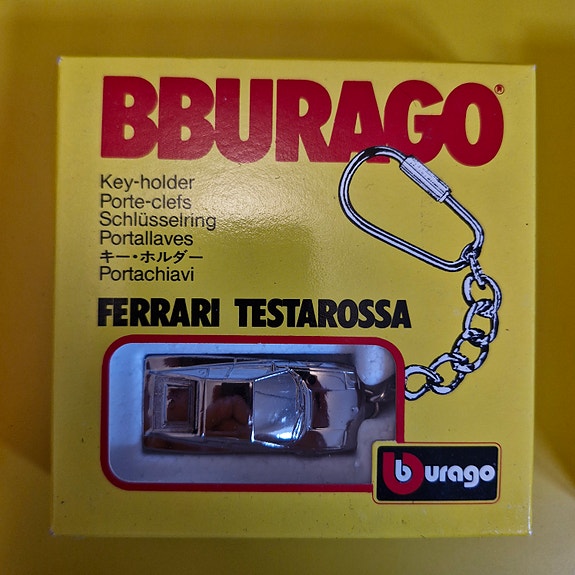 BBURAGO®
Key-holder
Porte-clefs
Schlüsselring
Portallaves
キー・ホルダー
Portachiavi
FERRARI TESTAROSSA
burago